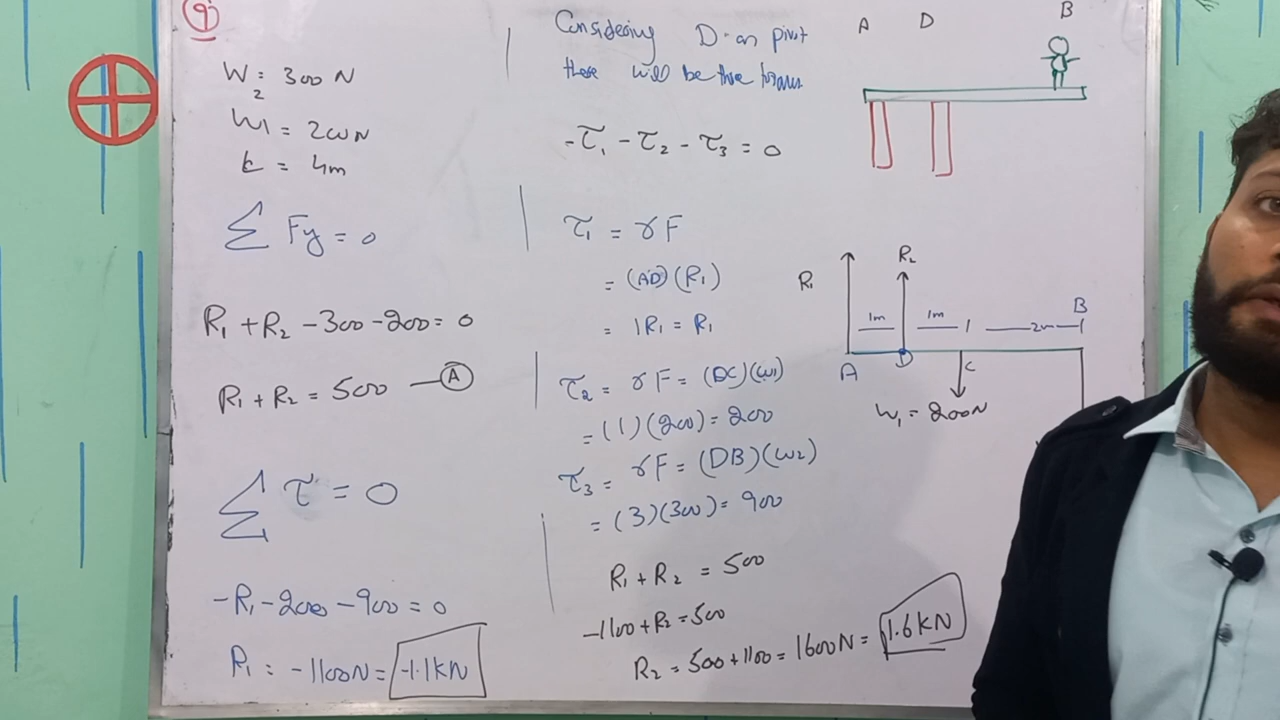 9
W₂ = 300 N
W1 = 200N
L = 4m
Σ Fy = 0
R₁ + R₂ - 300 - 200 = 0
R₁ + R₂ = 500 — A
Σ τ = 0
-R₁ - 200 - 900 = 0
R₁ = -1100N = -1.1KN
Considering D as pivot
there will be three
-τ₁ - τ₂ - τ₃ = 0
τ₁ = rF
= (AD) (R₁)
= 1R₁ = R₁
τ₂ = rF = (DC)(W₁)
= (1)(200) = 200
τ₃ = rF = (DB)(W₂)
= (3)(300) = 900
R₁ + R₂ = 500
-1100 + R₂ = 500
R₂ = 500 + 1100 = 1600N = 1.6KN
A D B
R₁ R₂
1m 1m 2m B
A D C
W₁ = 200N